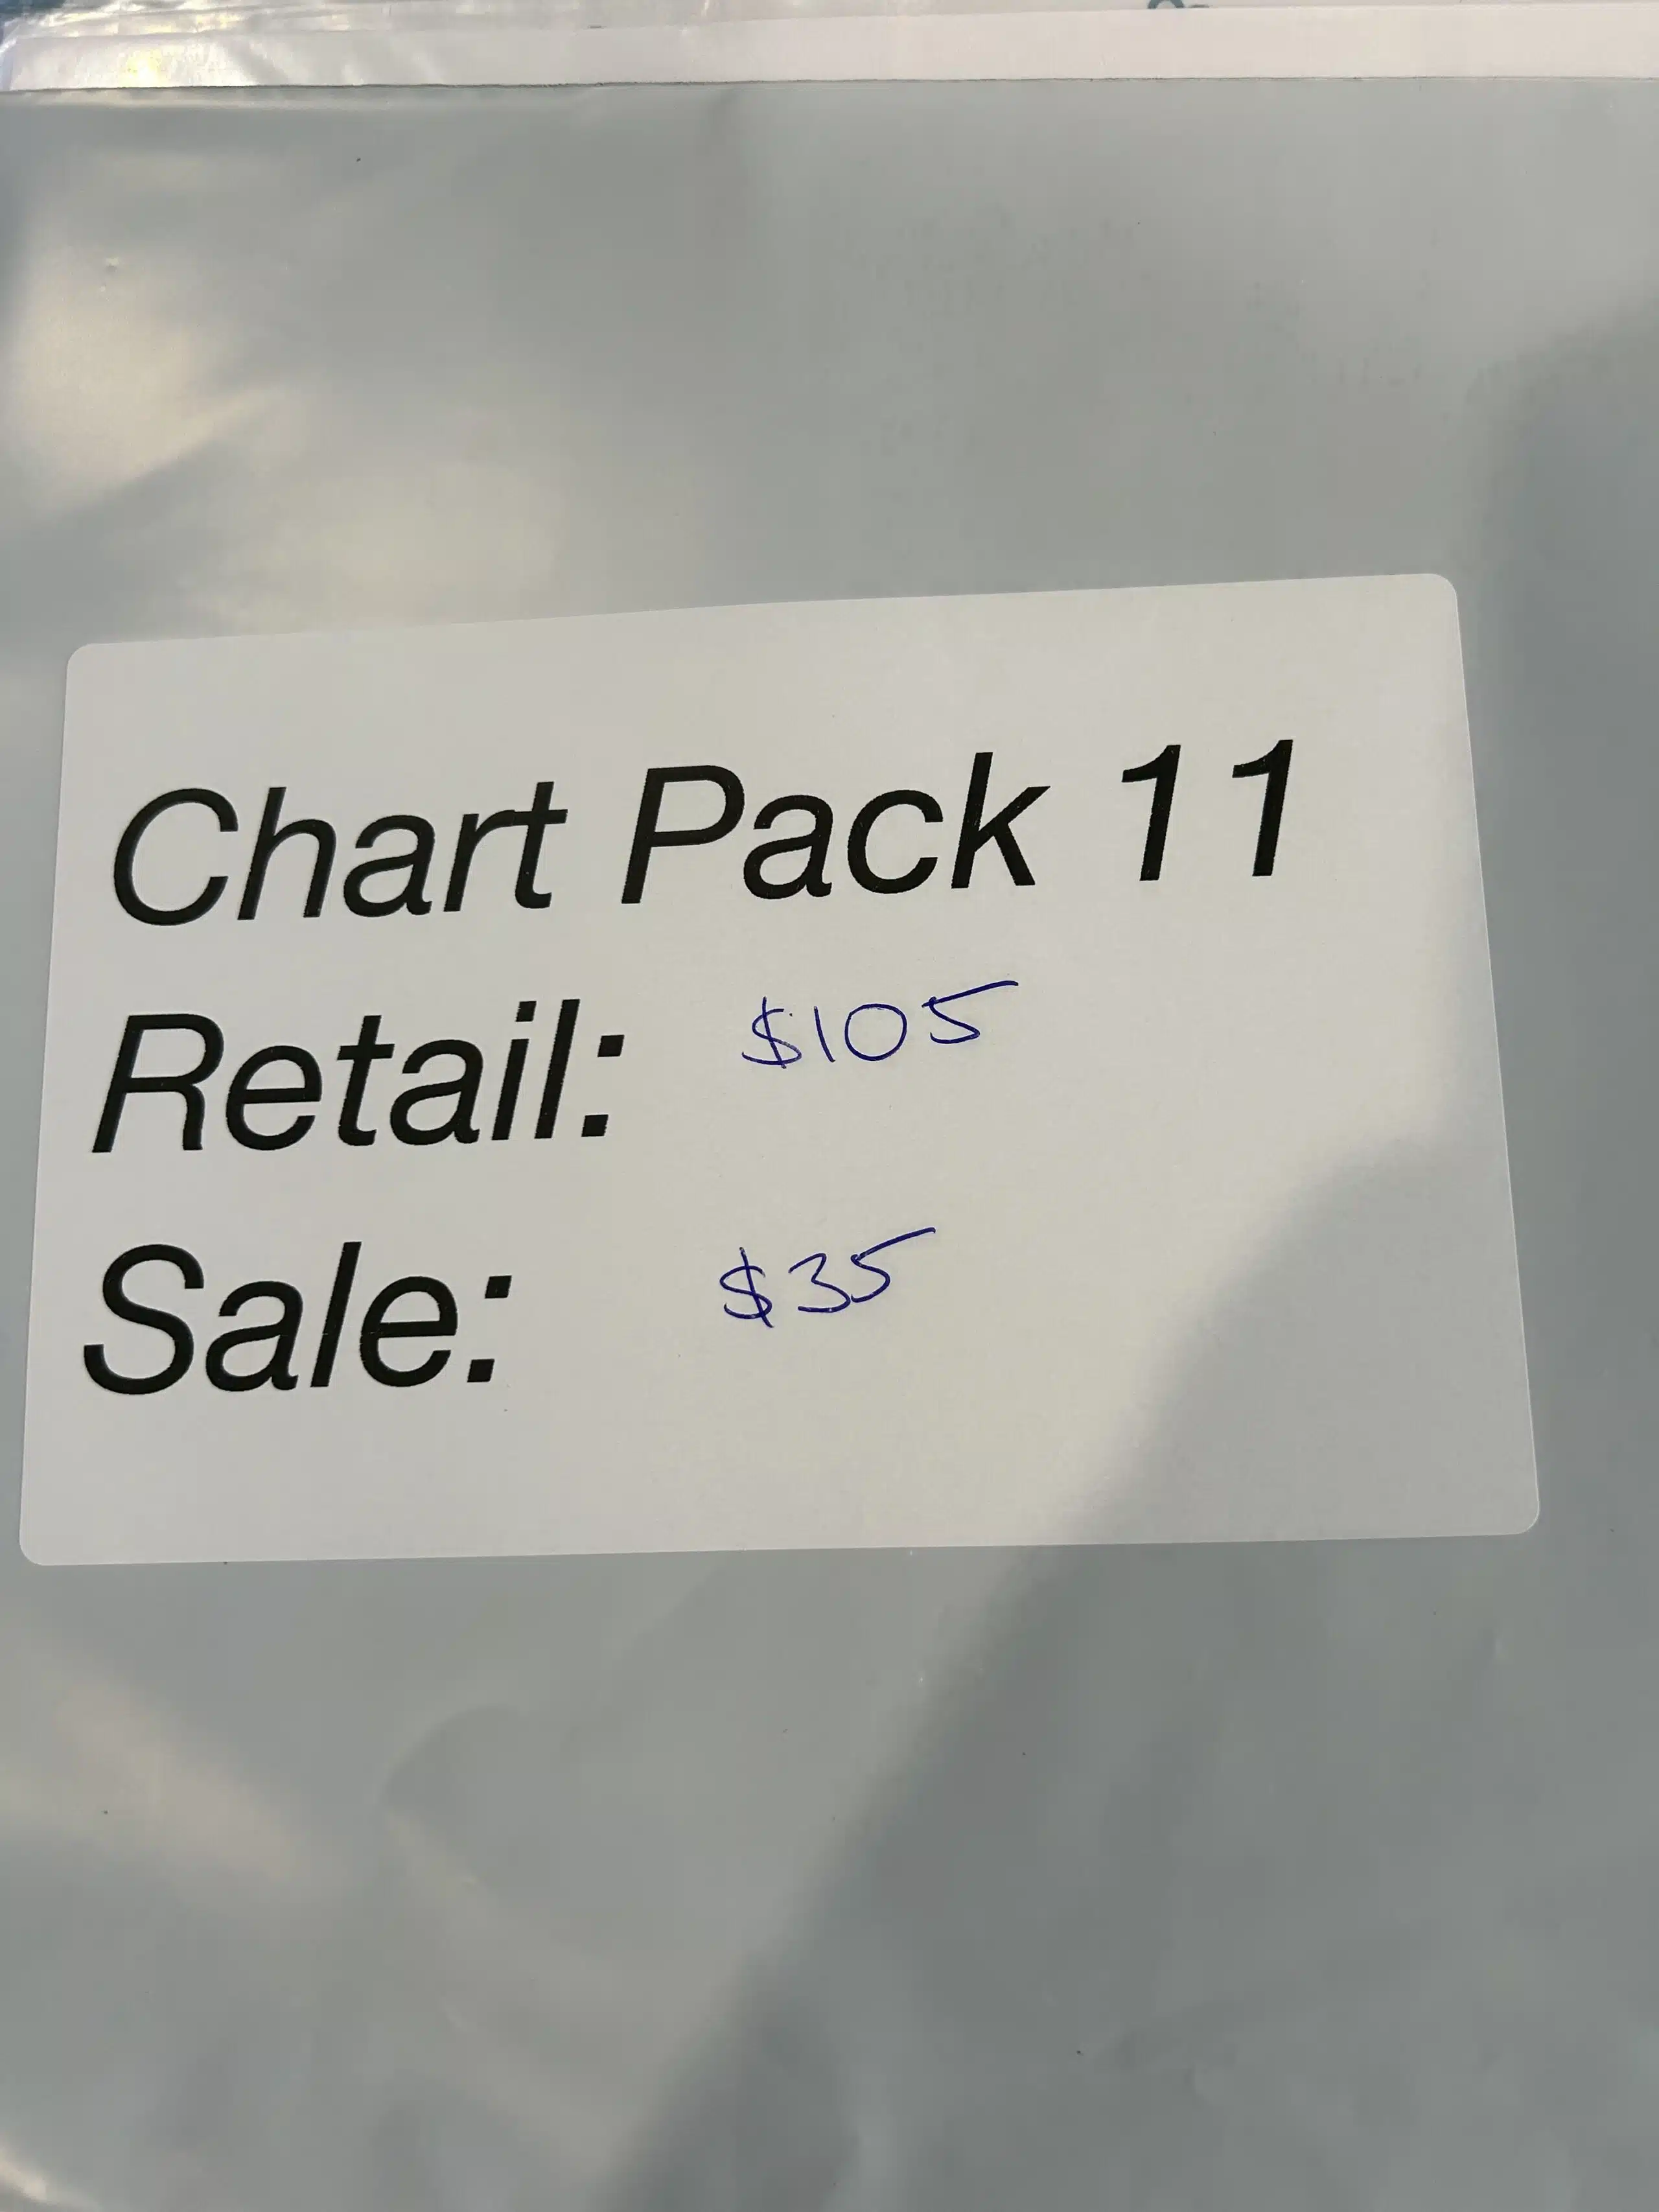 Chart Pack 11
Retail: $105
Sale: $35